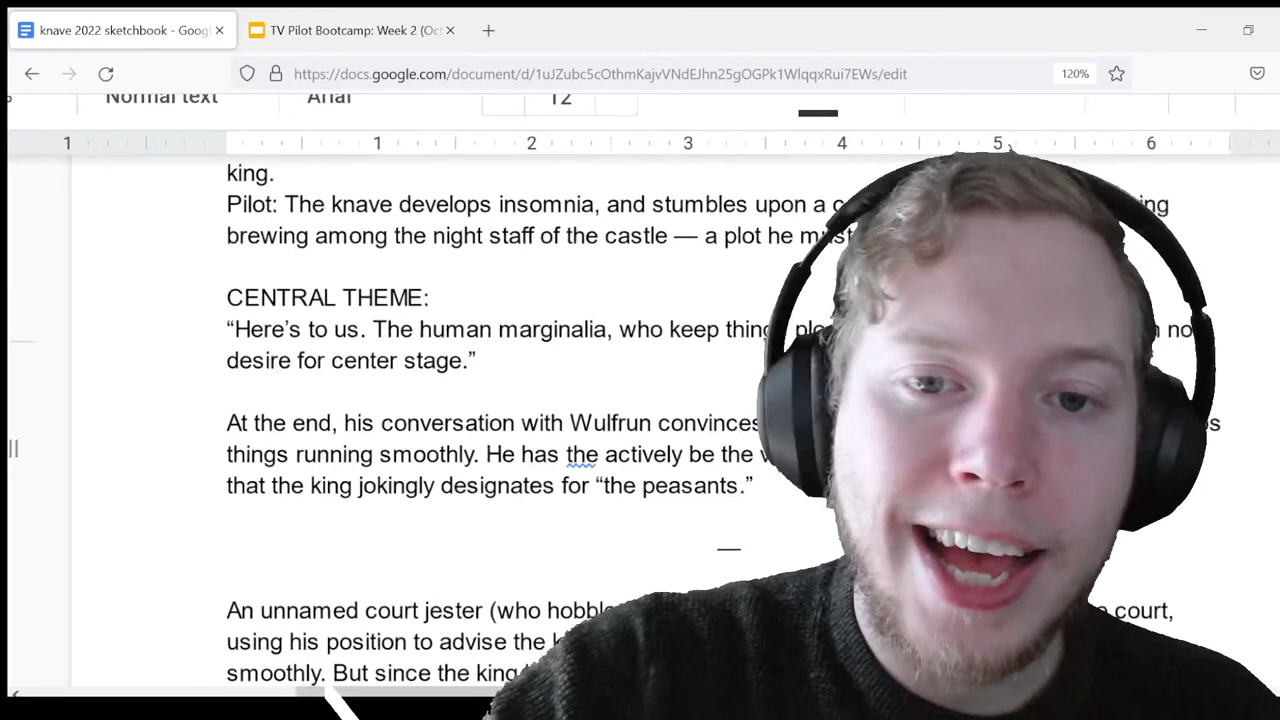 knave 2022 sketchbook - Goog
TV Pilot Bootcamp: Week 2 (Oct
https://docs.google.com/document/d/1uJZubc5cOthmKajvVNdEJhn25gOGPk1WlqqxRui7EWs/edit
120%
Normal text Arial 12
1 1 2 3 4 5 6
king.
Pilot: The knave develops insomnia, and stumbles upon a
brewing among the night staff of the castle — a plot he must
CENTRAL THEME:
“Here’s to us. The human marginalia, who keep things no
desire for center stage.”
At the end, his conversation with Wulfrun convinces
things running smoothly. He has the actively be the
that the king jokingly designates for “the peasants.”
—
An unnamed court jester (who court,
using his position to advise the
smoothly. But since the king